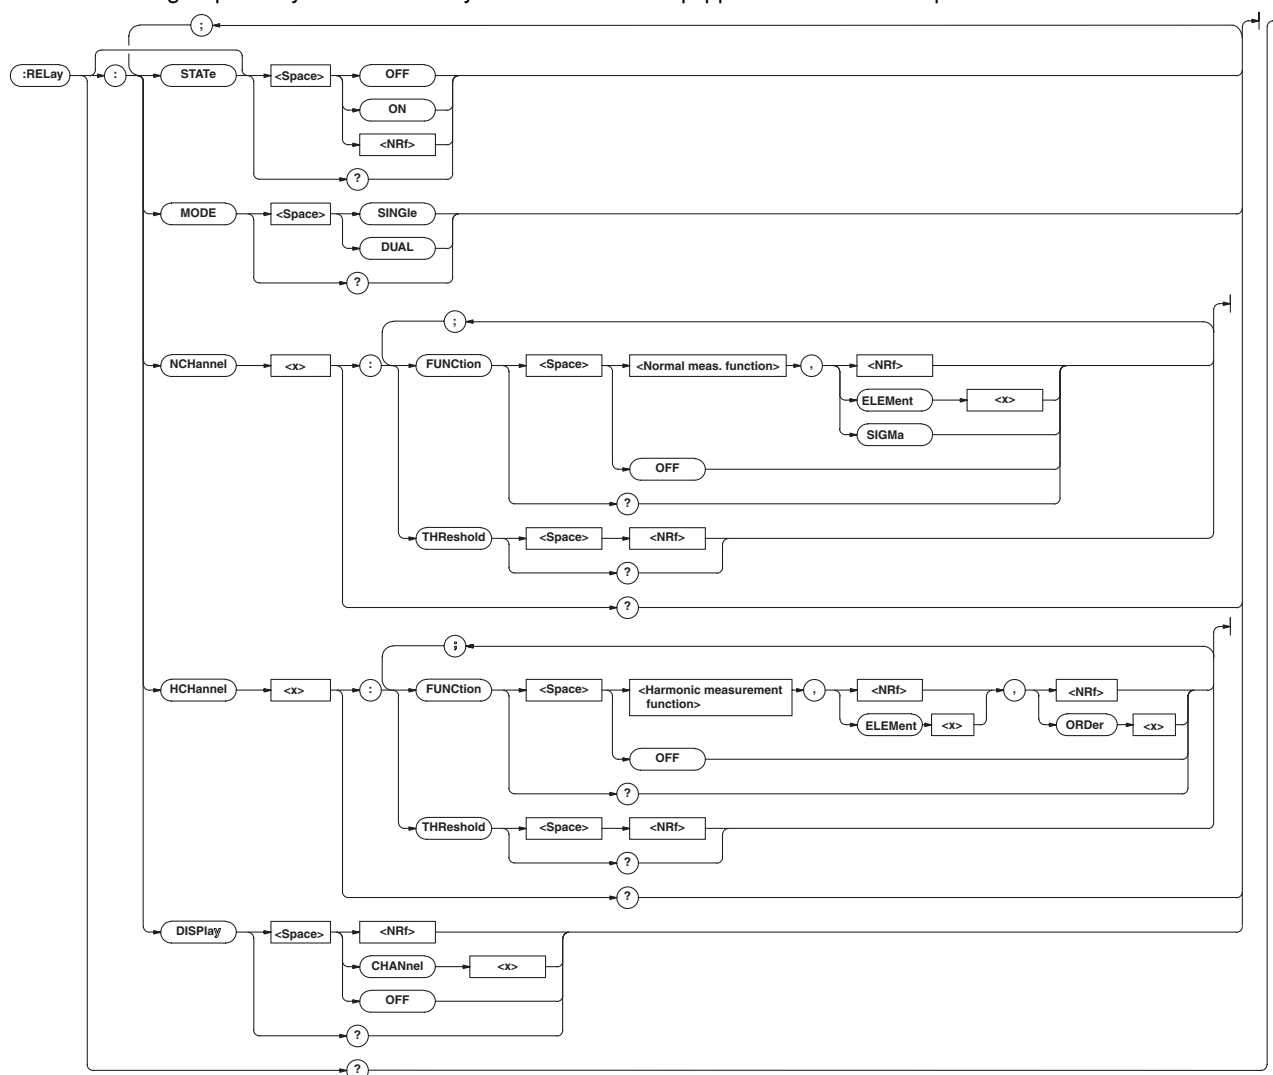 ;
:RELay : STATe <Space> OFF
ON
<NRf>
?
MODE <Space> SINGle
DUAL
?
;
NCHannel <x> : FUNCtion <Space> <Normal meas. function> , <NRf>
ELEMent <x>
SIGMa
OFF
?
THReshold <Space> <NRf>
?
?
;
HCHannel <x> : FUNCtion <Space> <Harmonic measurement function> , <NRf> , <NRf>
ELEMent <x> ORDer <x>
OFF
?
THReshold <Space> <NRf>
?
?
DISPlay <Space> <NRf>
CHANnel <x>
OFF
?
?